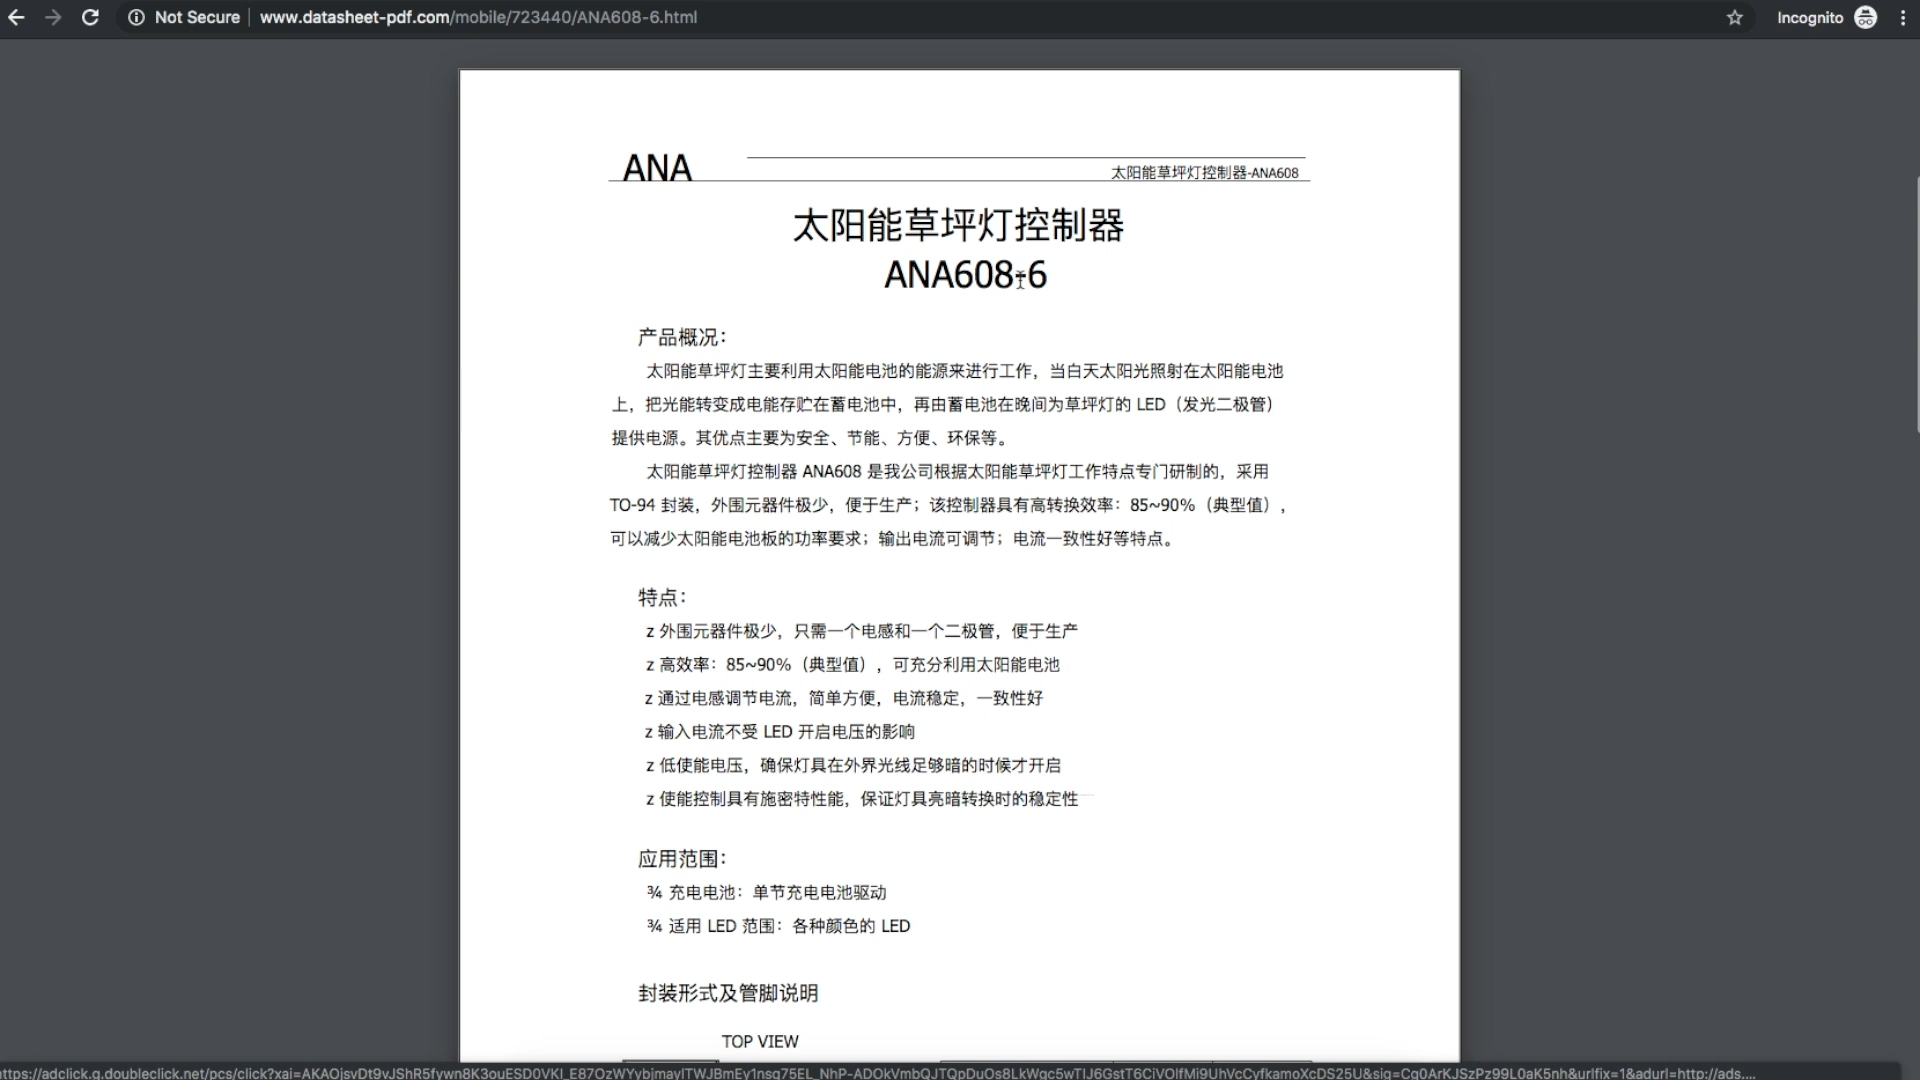 Not Secure
www.datasheet-pdf.com/mobile/723440/ANA608-6.html
Incognito
ANA
太阳能草坪灯控制器-ANA608
太阳能草坪灯控制器
ANA608-6
产品概况：
太阳能草坪灯主要利用太阳能电池的能源来进行工作，当白天太阳光照射在太阳能电池
上，把光能转变成电能存贮在蓄电池中，再由蓄电池在晚间为草坪灯的 LED（发光二极管）
提供电源。其优点主要为安全、节能、方便、环保等。
太阳能草坪灯控制器 ANA608 是我公司根据太阳能草坪灯工作特点专门研制的，采用
TO-94 封装，外围元器件极少，便于生产；该控制器具有高转换效率：85~90%（典型值），
可以减少太阳能电池板的功率要求；输出电流可调节；电流一致性好等特点。
特点：
z 外围元器件极少，只需一个电感和一个二极管，便于生产
z 高效率：85~90%（典型值），可充分利用太阳能电池
z 通过电感调节电流，简单方便，电流稳定，一致性好
z 输入电流不受 LED 开启电压的影响
z 低使能电压，确保灯具在外界光线足够暗的时候才开启
z 使能控制具有施密特性能，保证灯具亮暗转换时的稳定性
应用范围：
¾ 充电电池：单节充电电池驱动
¾ 适用 LED 范围：各种颜色的 LED
封装形式及管脚说明
TOP VIEW